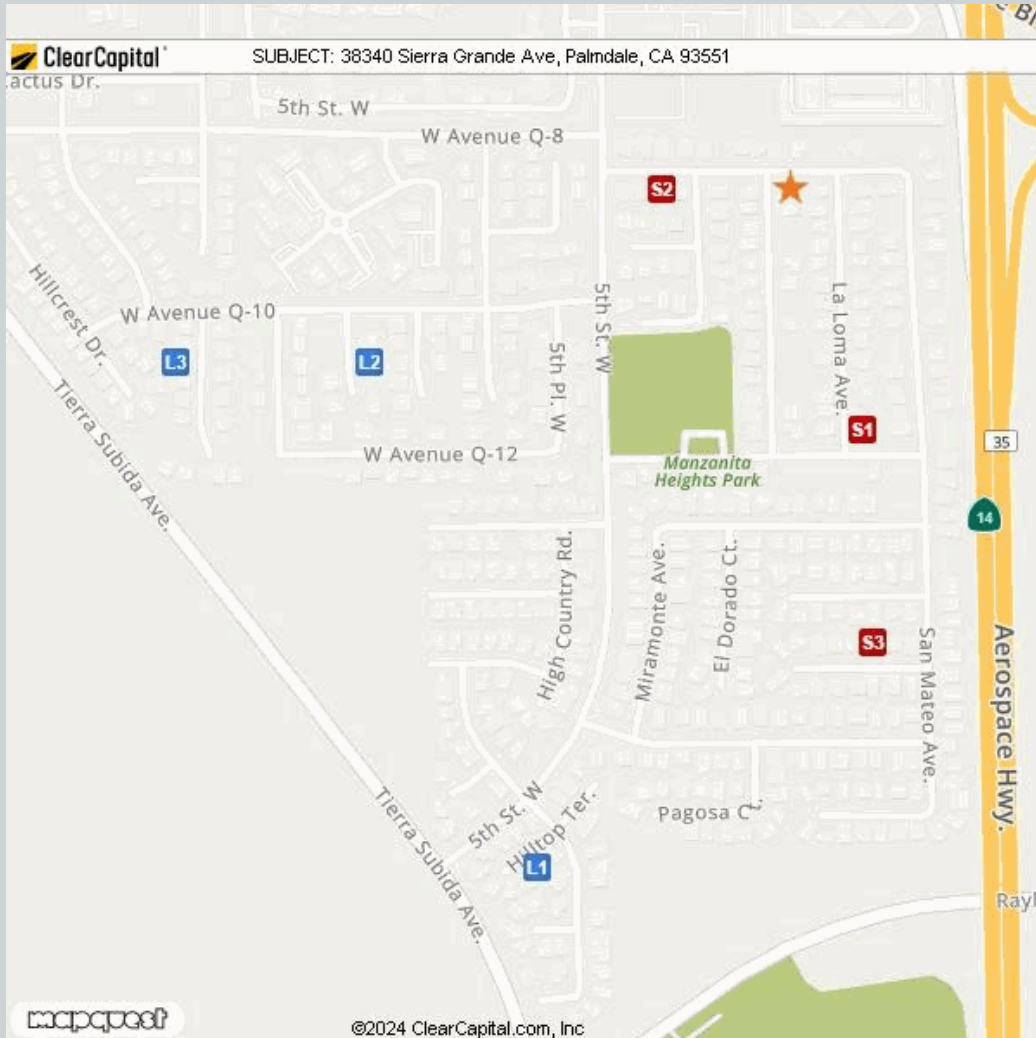 ClearCapital
SUBJECT: 38340 Sierra Grande Ave, Palmdale, CA 93551
actus Dr.
5th St. W
W Avenue Q-8
S2
Hillcrest Dr.
W Avenue Q-10
5th St. W
La Loma Ave.
L3
L2
5th Pl. W
S1
Tierra Subida Ave.
W Avenue Q-12
Manzanita
Heights Park
35
14
High Country Rd.
Miramonte Ave.
El Dorado Ct.
S3
San Mateo Ave.
Aerospace Hwy.
Tierra Subida Ave.
5th St. W
Hilltop Ter.
Pagosa Ct.
L1
Rayl
mapquest
©2024 ClearCapital.com, Inc